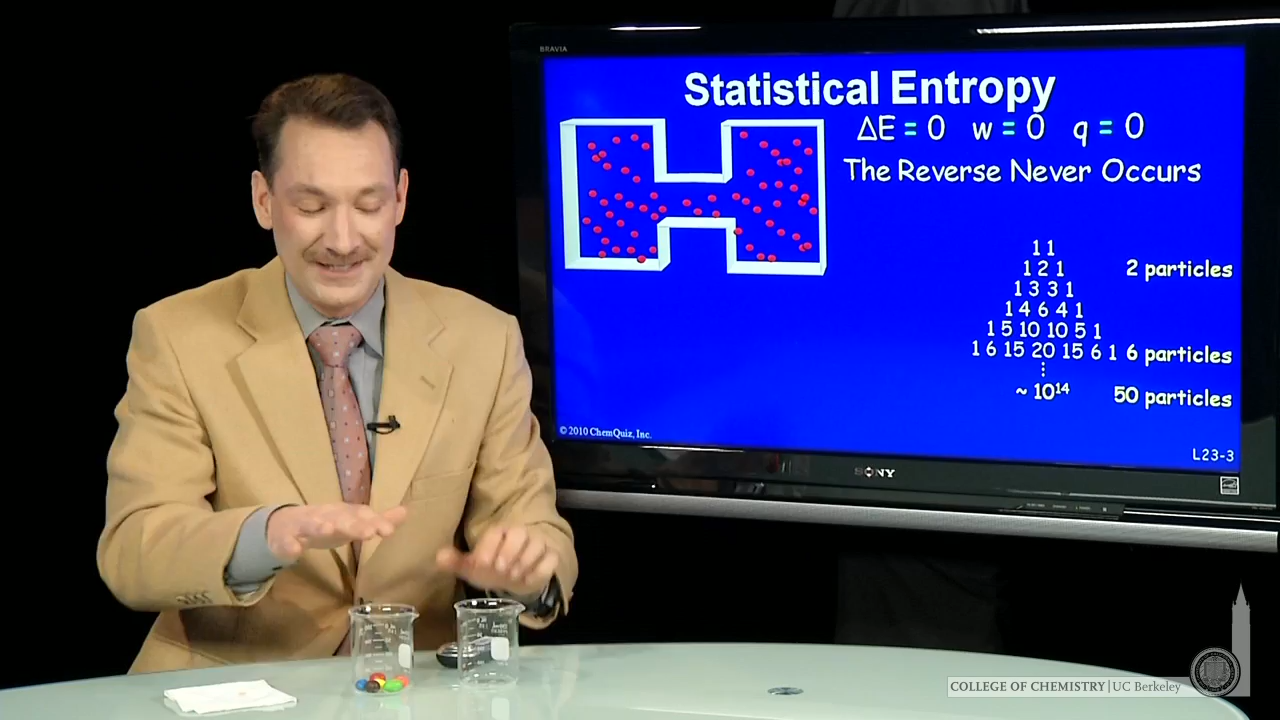 BRAVIA
Statistical Entropy
ΔE = 0 w = 0 q = 0
The Reverse Never Occurs
1 1
1 2 1 2 particles
1 3 3 1
1 4 6 4 1
1 5 10 10 5 1
1 6 15 20 15 6 1 6 particles
⋮
~ 10¹⁴ 50 particles
© 2010 ChemQuiz, Inc.
L23-3
SONY
COLLEGE OF CHEMISTRY | UC Berkeley